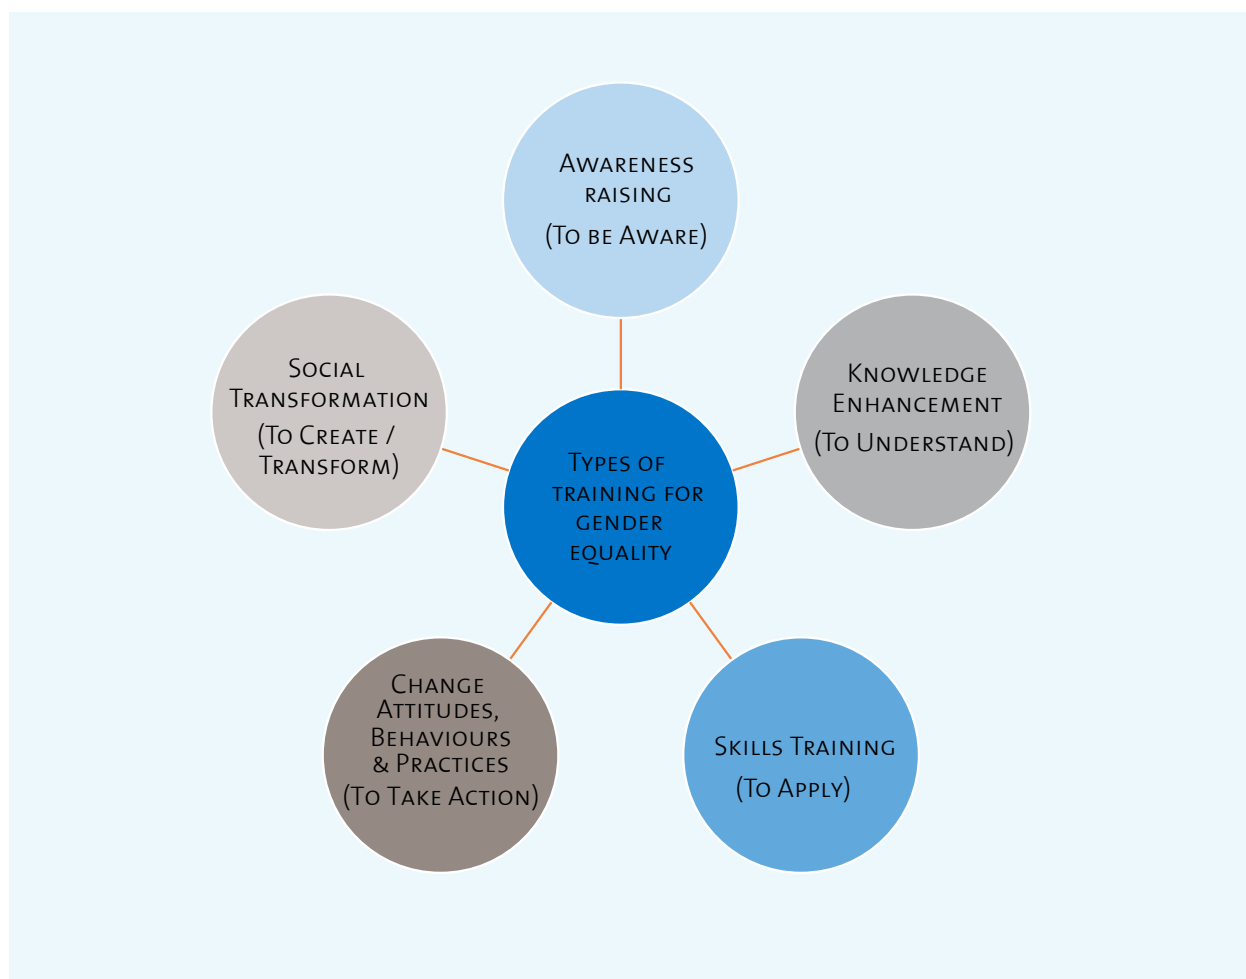 Awareness
raising
(To be Aware)
Knowledge
Enhancement
(To Understand)
Social
Transformation
(To Create /
Transform)
Types of
training for
gender
equality
Change
Attitudes,
Behaviours
& Practices
(To Take Action)
Skills Training
(To Apply)